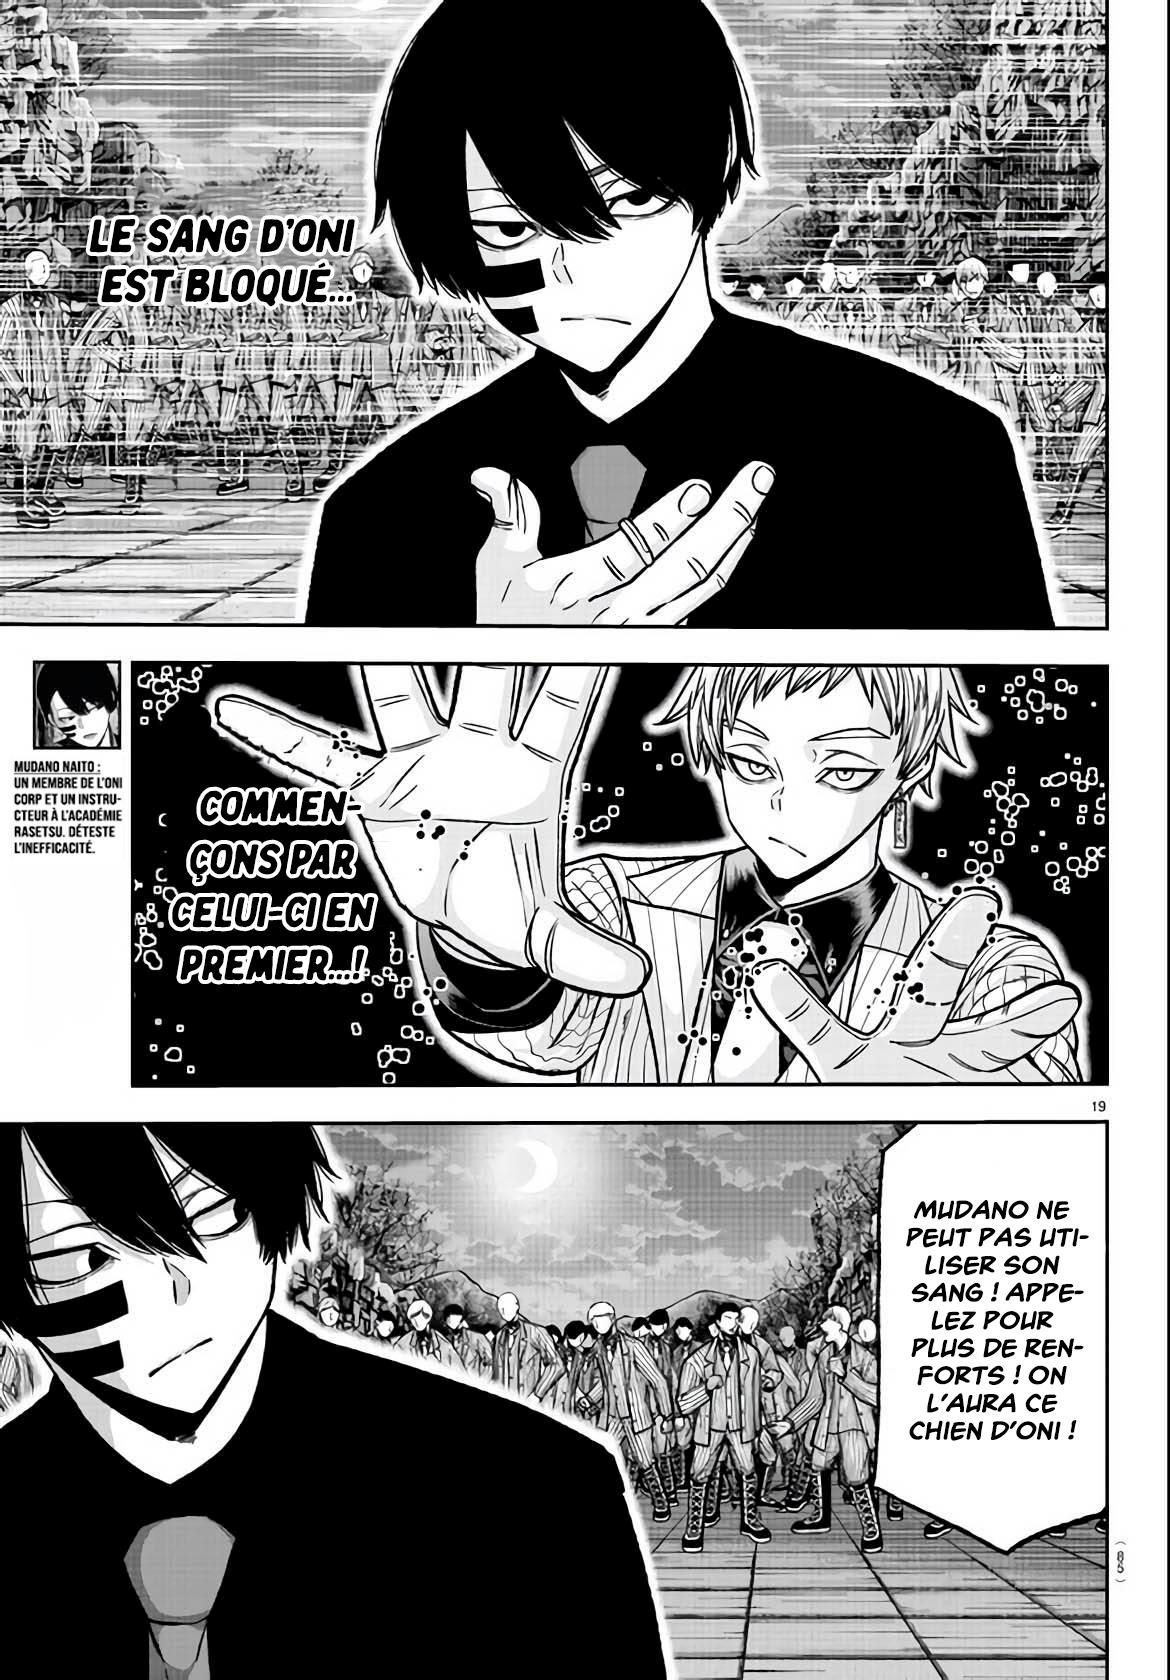 LE SANG D'ONI
EST BLOQUÉ...
MUDANO NAITO :
UN MEMBRE DE L'ONI
CORP ET UN INSTRU-
CTEUR À L'ACADÉMIE
RASETSU. DÉTESTE
L'INEFFICACITÉ.
COMMEN-
ÇONS PAR
CELUI-CI EN
PREMIER...!
19
MUDANO NE
PEUT PAS UTI-
LISER SON
SANG ! APPE-
LEZ POUR
PLUS DE REN-
FORTS ! ON
L'AURA CE
CHIEN D'ONI !
(85)